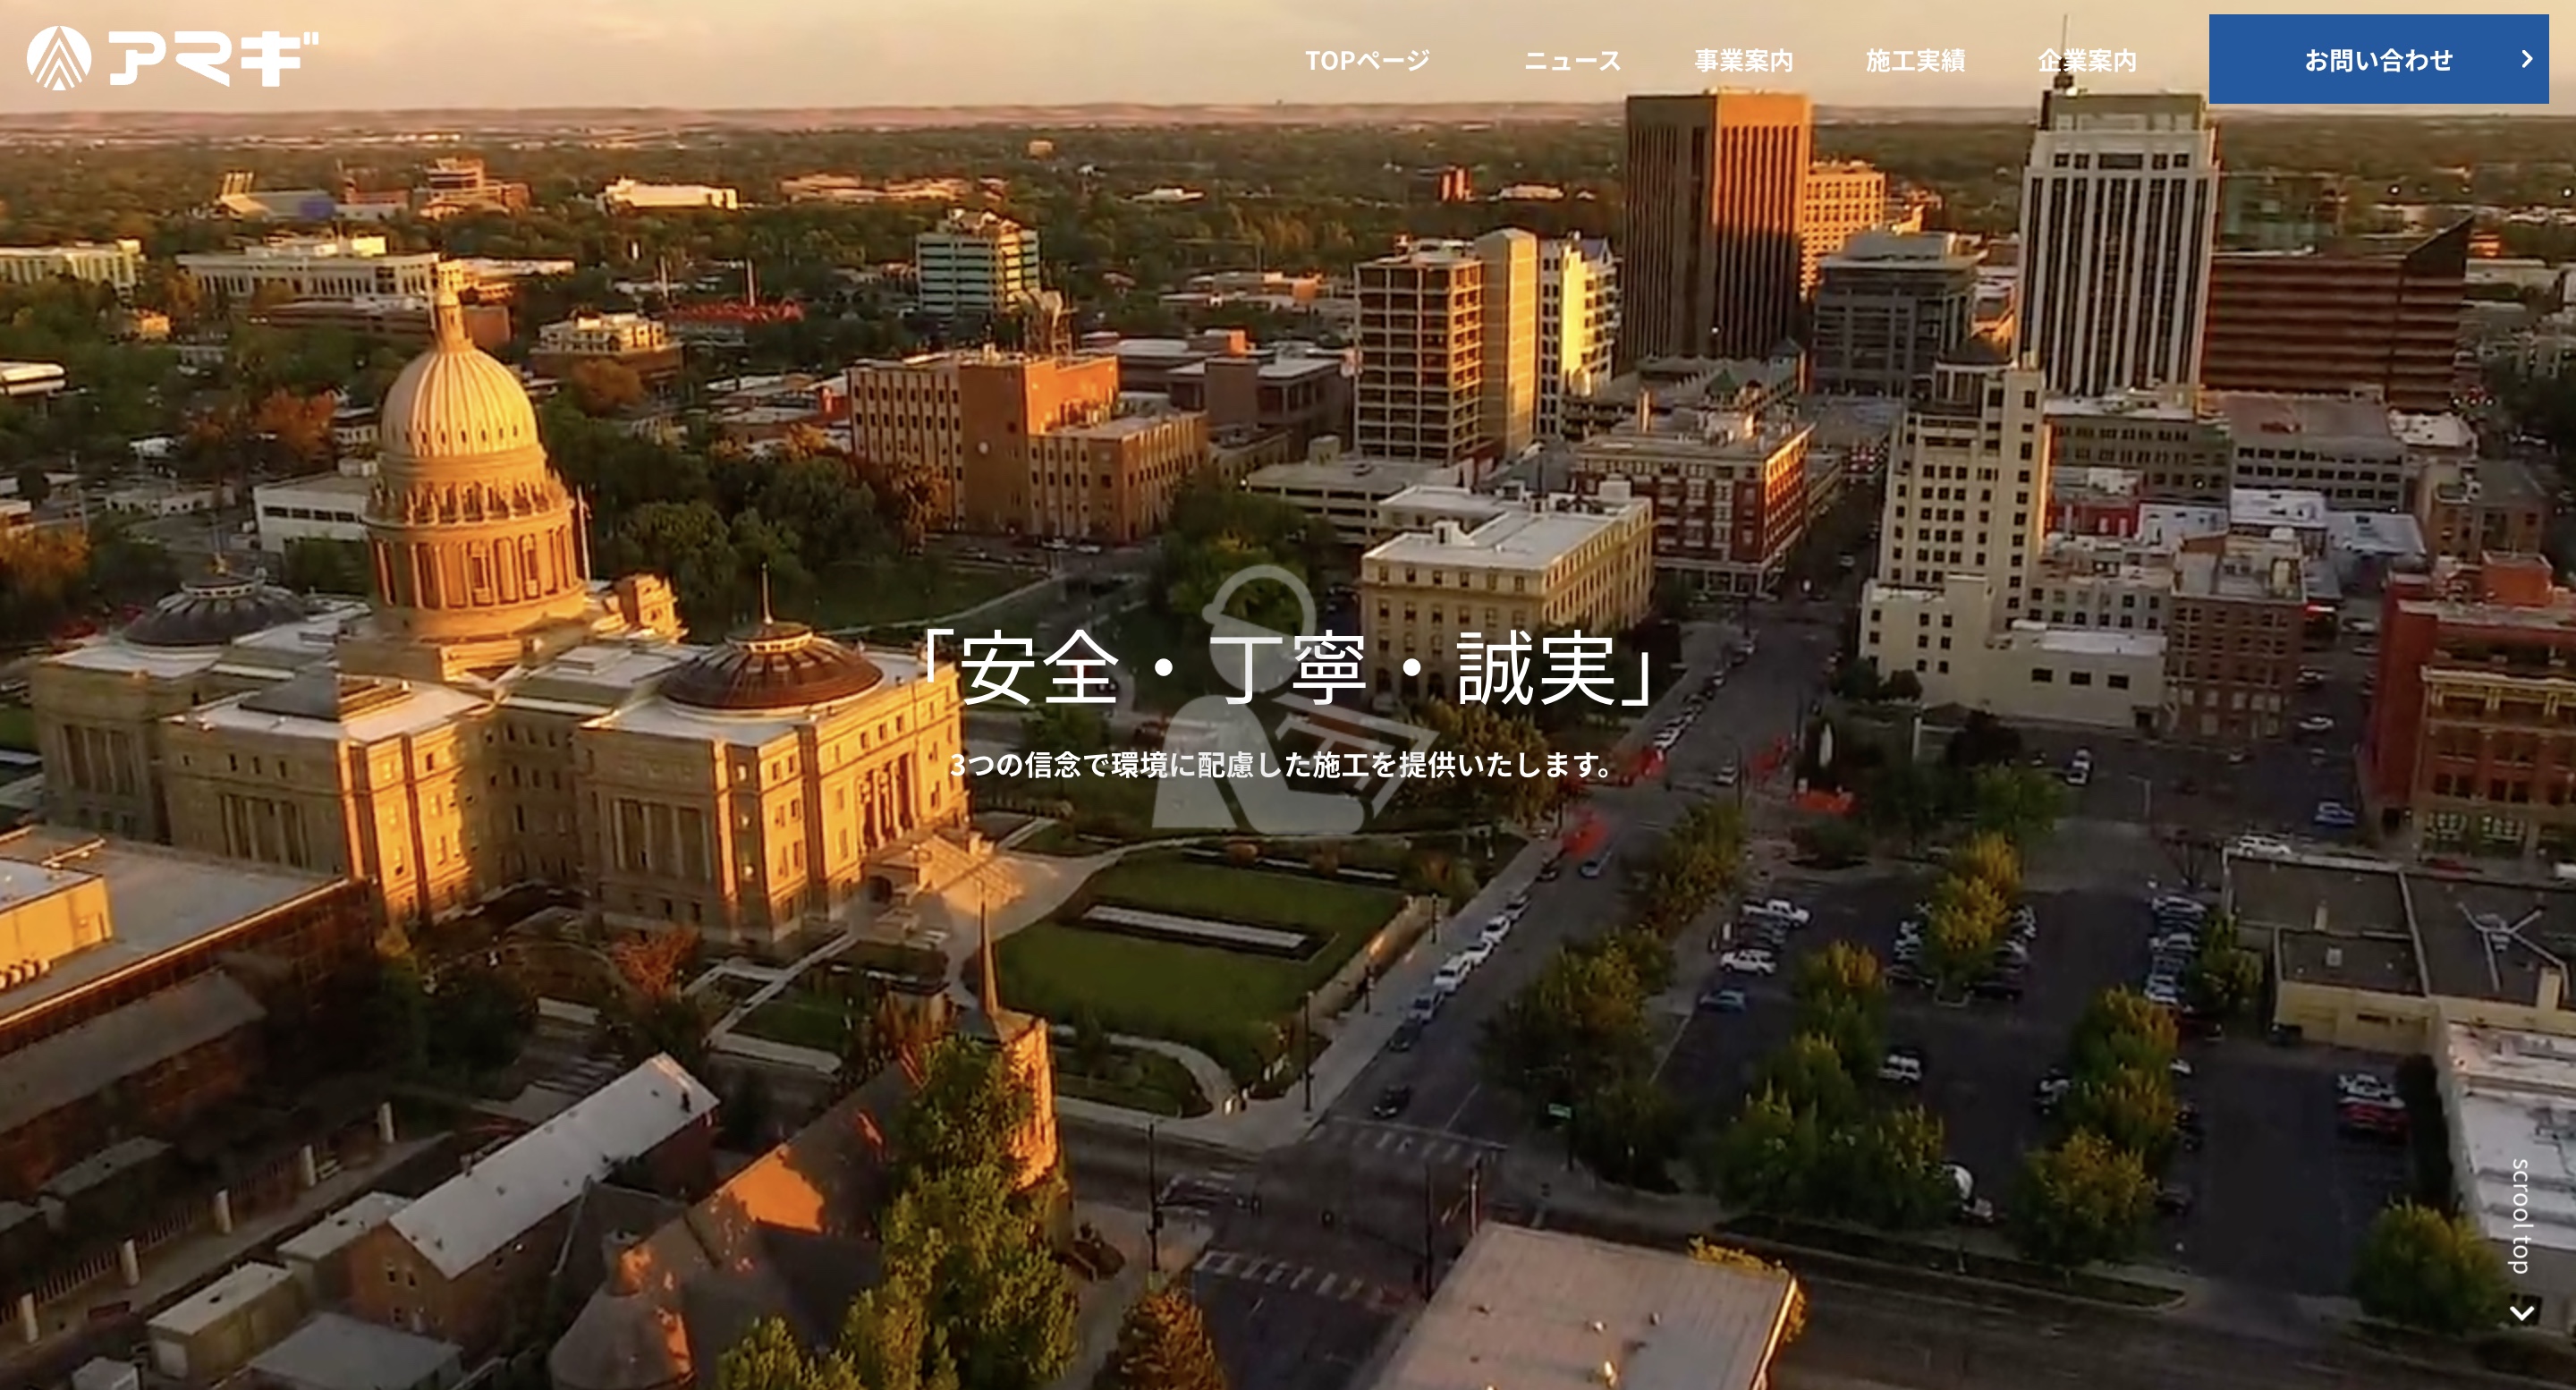 アマギ
TOPページ
ニュース
事業案内
施工実績
企業案内
お問い合わせ
「安全・丁寧・誠実」
3つの信念で環境に配慮した施工を提供いたします。
scrool top